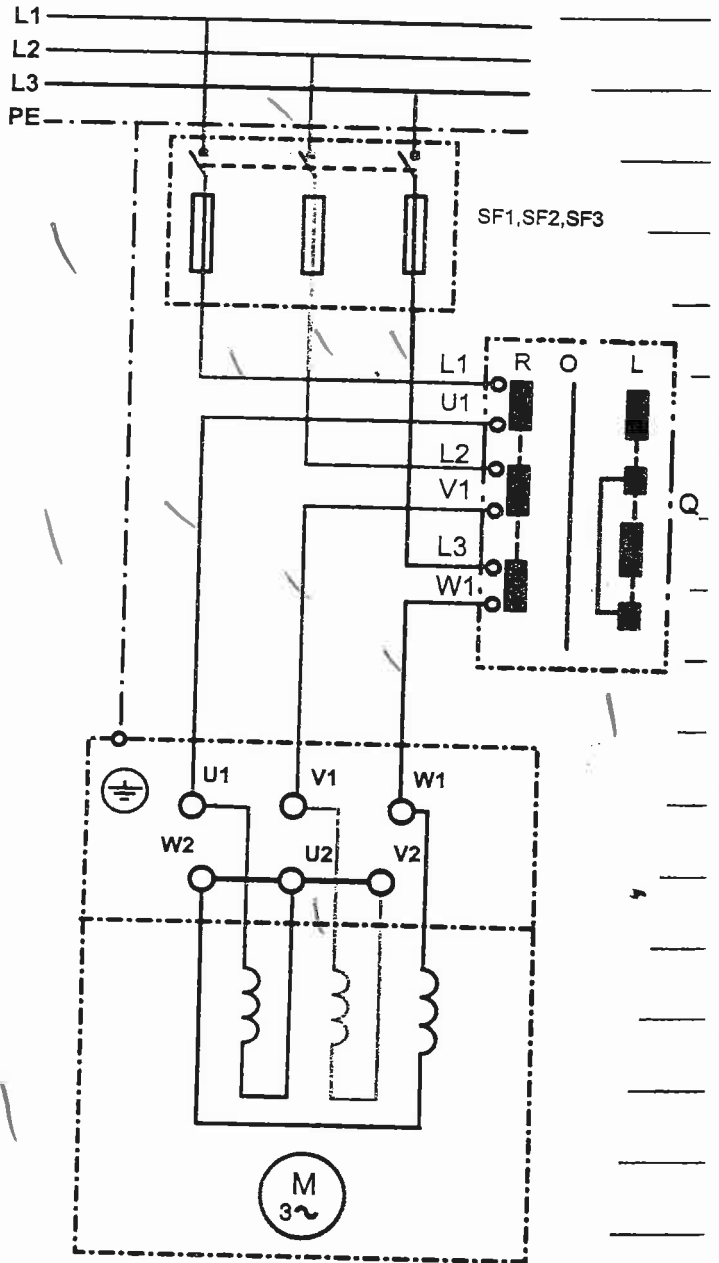 L1
L2
L3
PE
SF1,SF2,SF3
R O L
L1
U1
L2
V1
Q
L3
W1
U1 V1 W1
W2 U2 V2
M
3~